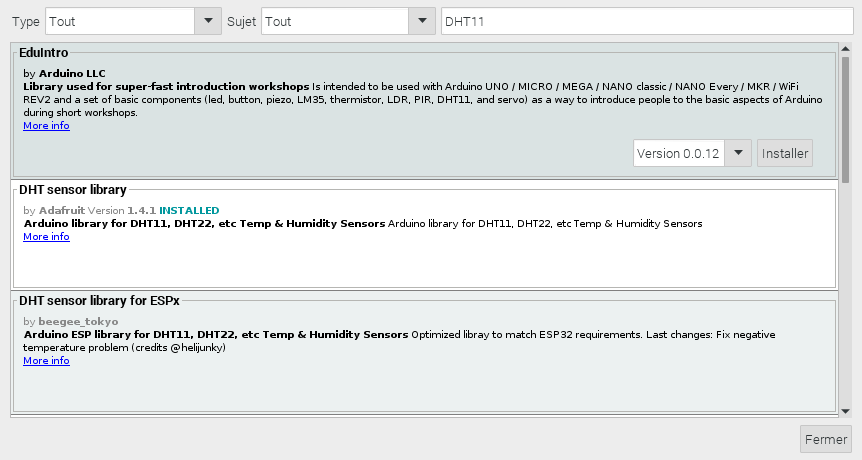 Type Tout Sujet Tout DHT11
EduIntro
by Arduino LLC
Library used for super-fast introduction workshops Is intended to be used with Arduino UNO / MICRO / MEGA / NANO classic / NANO Every / MKR / WiFi
REV2 and a set of basic components (led, button, piezo, LM35, thermistor, LDR, PIR, DHT11, and servo) as a way to introduce people to the basic aspects of Arduino
during short workshops.
More info
Version 0.0.12 Installer
DHT sensor library
by Adafruit Version 1.4.1 INSTALLED
Arduino library for DHT11, DHT22, etc Temp & Humidity Sensors Arduino library for DHT11, DHT22, etc Temp & Humidity Sensors
More info
DHT sensor library for ESPx
by beegee_tokyo
Arduino ESP library for DHT11, DHT22, etc Temp & Humidity Sensors Optimized libray to match ESP32 requirements. Last changes: Fix negative
temperature problem (credits @helijunky)
More info
Fermer